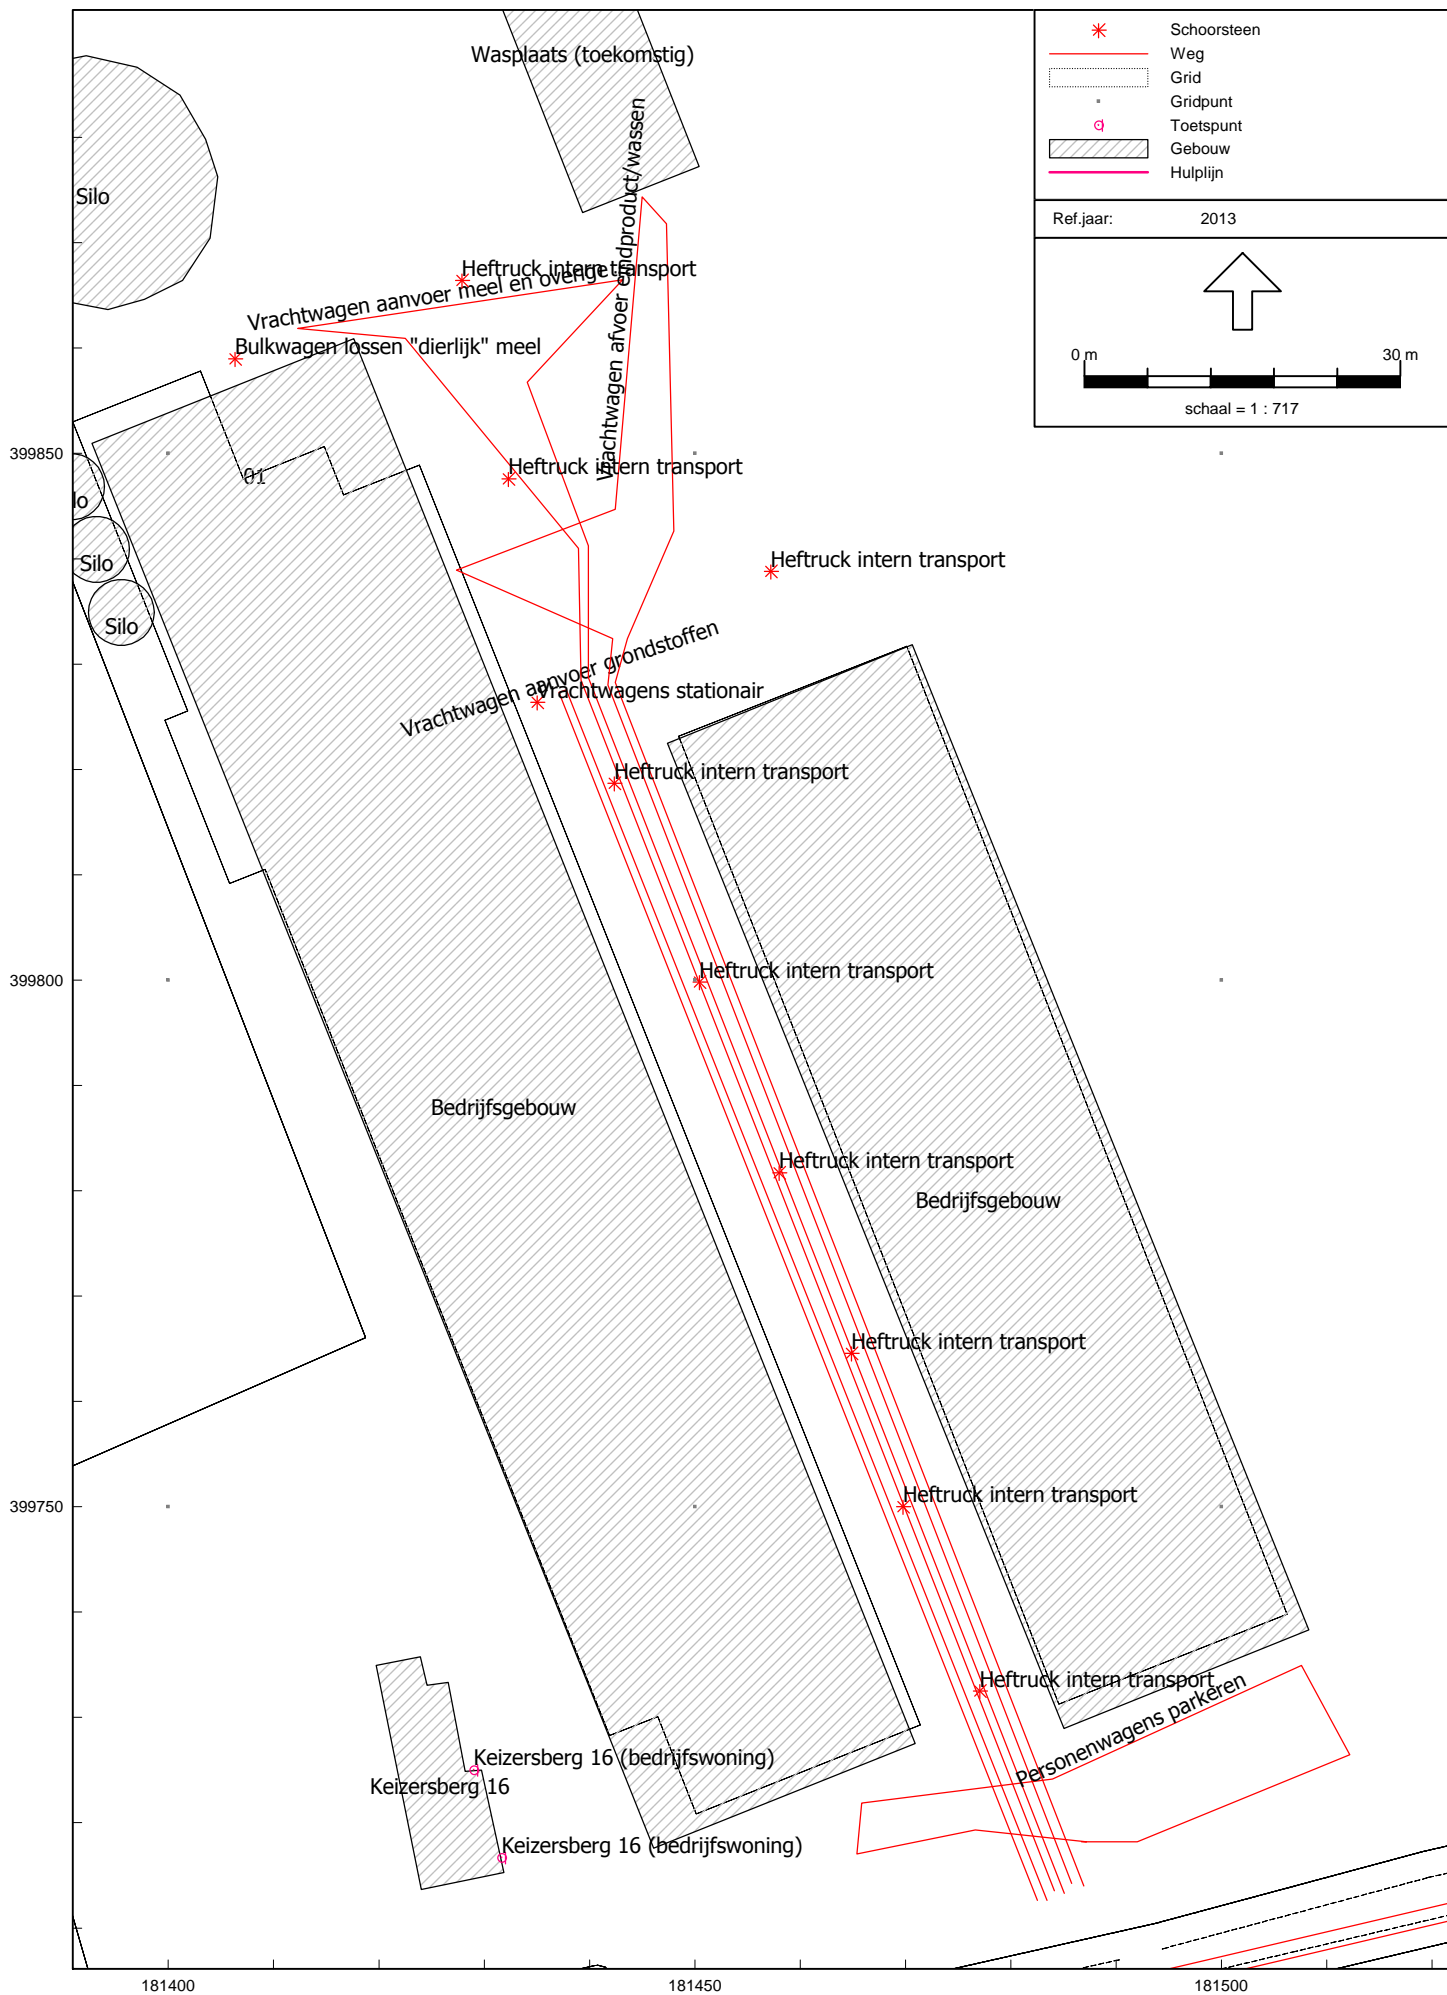 Schoorsteen
Weg
Grid
Gridpunt
Toetspunt
Gebouw
Hulplijn
Ref.jaar: 2013
0 m 30 m
schaal = 1 : 717
Wasplaats (toekomstig)
Silo
Heftruck intern transport
Vrachtwagen aanvoer meel en overige
Vrachtwagen afvoer eindproduct/wassen
Bulkwagen lossen "dierlijk" meel
399850
01
Heftruck intern transport
lo
Silo
Heftruck intern transport
Silo
Vrachtwagen aanvoer grondstoffen
Vrachtwagens stationair
Heftruck intern transport
399800
Heftruck intern transport
Bedrijfsgebouw
Heftruck intern transport
Bedrijfsgebouw
Heftruck intern transport
399750
Heftruck intern transport
Heftruck intern transport
Personenwagens parkeren
Keizersberg 16 (bedrijfswoning)
Keizersberg 16
Keizersberg 16 (bedrijfswoning)
181400 181450 181500